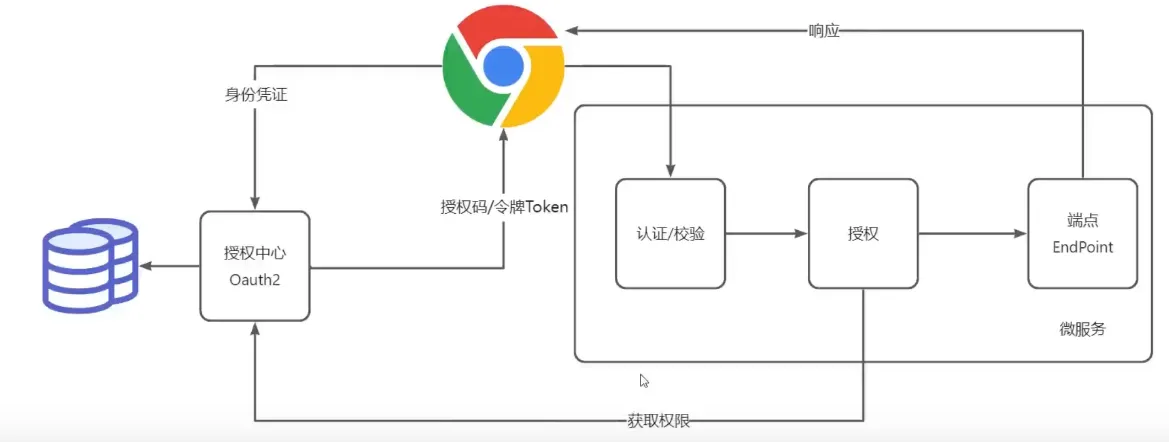 响应
身份凭证
授权码/令牌Token
授权中心
Oauth2
认证/校验
授权
端点
EndPoint
微服务
获取权限